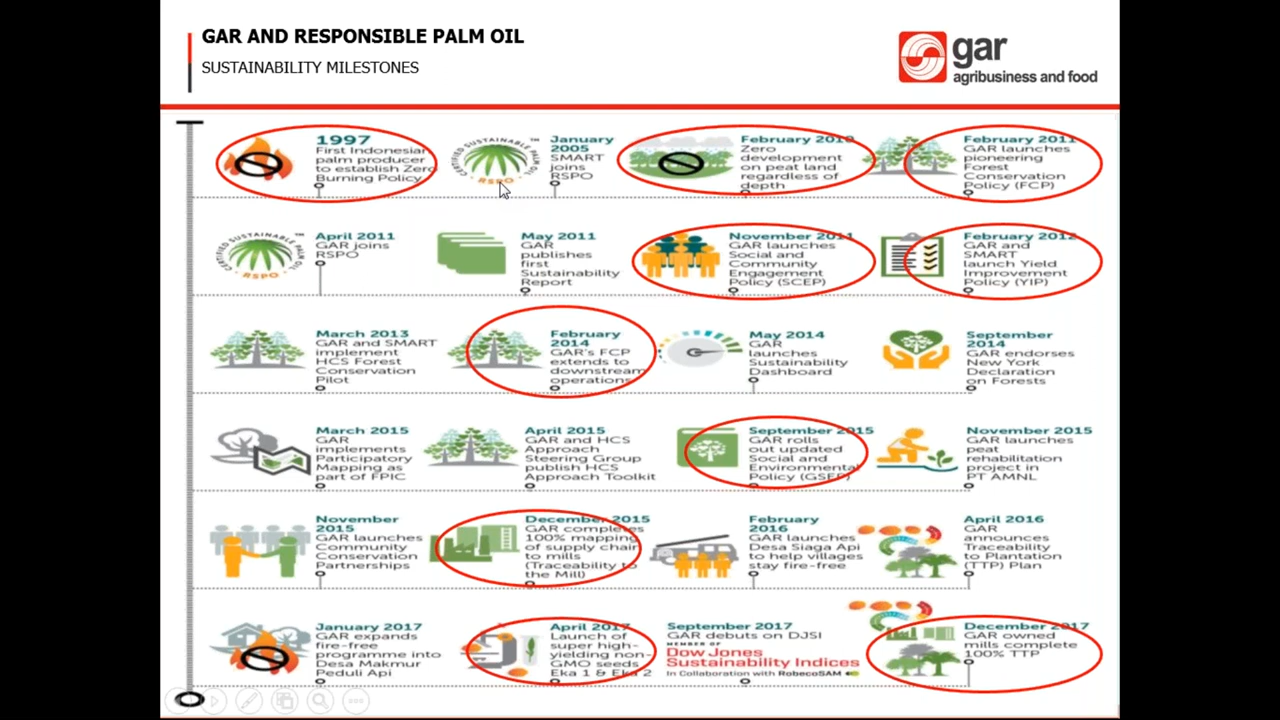 GAR AND RESPONSIBLE PALM OIL
SUSTAINABILITY MILESTONES
gar
agribusiness and food
1997
First Indonesian
palm producer
to establish Zero
Burning Policy
CERTIFIED SUSTAINABLE PALM OIL
RSPO
January
2005
SMART
joins
RSPO
February 2010
Zero
development
on peat land
regardless of
depth
February 2011
GAR launches
pioneering
Forest
Conservation
Policy (FCP)
CERTIFIED SUSTAINABLE PALM OIL
RSPO
April 2011
GAR joins
RSPO
May 2011
GAR
publishes
first
Sustainability
Report
November 2011
GAR launches
Social and
Community
Engagement
Policy (SCEP)
February 2012
GAR and
SMART
launch Yield
Improvement
Policy (YIP)
March 2013
GAR and SMART
implement
HCS Forest
Conservation
Pilot
February
2014
GAR's FCP
extends to
downstream
operations
May 2014
GAR
launches
Sustainability
Dashboard
September
2014
GAR endorses
New York
Declaration
on Forests
March 2015
GAR
implements
Participatory
Mapping as
part of FPIC
April 2015
GAR and HCS
Approach
Steering Group
publish HCS
Approach Toolkit
September 2015
GAR rolls
out updated
Social and
Environmental
Policy (GSEP)
November 2015
GAR launches
peat
rehabilitation
project in
PT AMNL
November
2015
GAR launches
Community
Conservation
Partnerships
December 2015
GAR completes
100% mapping
of supply chain
to mills
(Traceability to
the Mill)
February
2016
GAR launches
Desa Siaga Api
to help villages
stay fire-free
April 2016
GAR
announces
Traceability
to Plantation
(TTP) Plan
January 2017
GAR expands
fire-free
programme into
Desa Makmur
Peduli Api
April 2017
Launch of
super high-
yielding non-
GMO seeds
Eka 1 & Eka 2
September 2017
GAR debuts on DJSI
MEMBER OF
Dow Jones
Sustainability Indices
In Collaboration with RobecoSAM
December 2017
GAR owned
mills complete
100% TTP